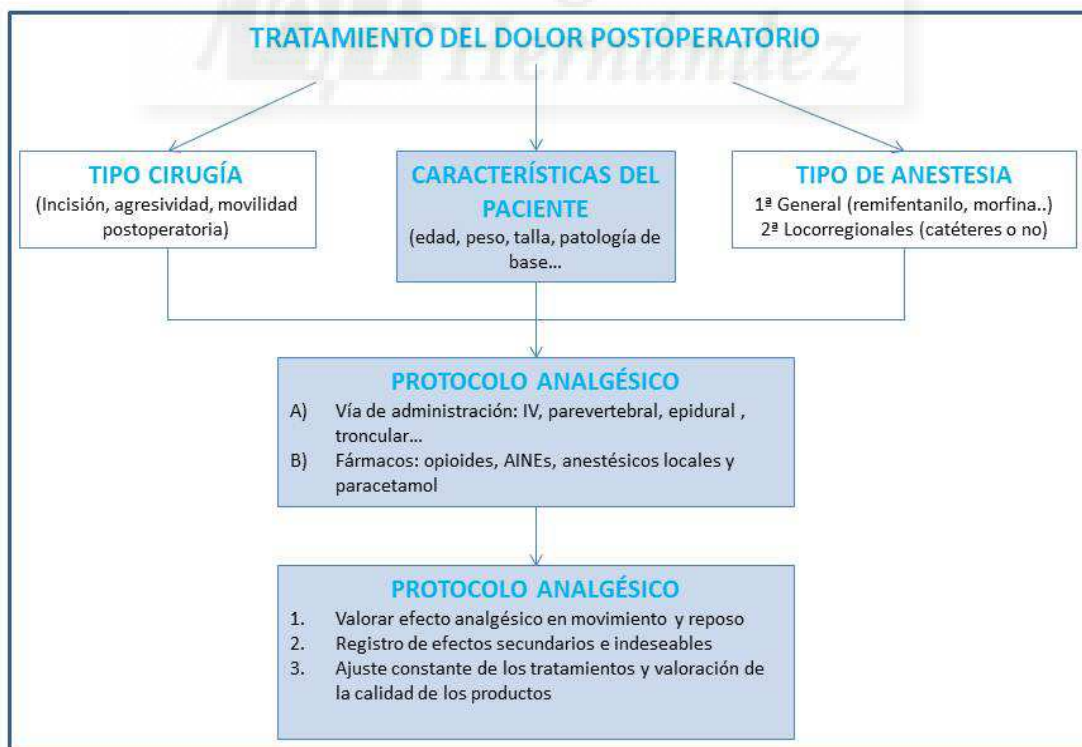 Hernández
TRATAMIENTO DEL DOLOR POSTOPERATORIO
TIPO CIRUGÍA
(Incisión, agresividad, movilidad
postoperatoria)
CARACTERÍSTICAS DEL
PACIENTE
(edad, peso, talla, patología de
base...
TIPO DE ANESTESIA
1ª General (remifentanilo, morfina..)
2ª Locorregionales (catéteres o no)
PROTOCOLO ANALGÉSICO
A) Vía de administración: IV, parevertebral, epidural ,
troncular...
B) Fármacos: opioides, AINEs, anestésicos locales y
paracetamol
PROTOCOLO ANALGÉSICO
1. Valorar efecto analgésico en movimiento y reposo
2. Registro de efectos secundarios e indeseables
3. Ajuste constante de los tratamientos y valoración de
la calidad de los productos